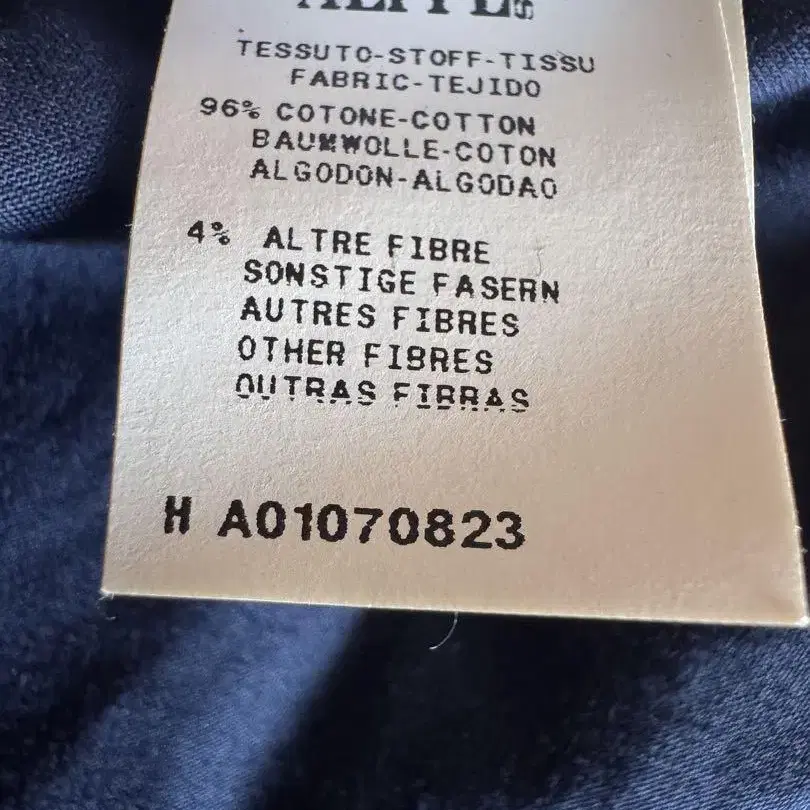 TESSUTO-STOFF-TISSU
FABRIC-TEJIDO
96% COTONE-COTTON
BAUMWOLLE-COTON
ALGODON-ALGODAO
4% ALTRE FIBRE
SONSTIGE FASERN
AUTRES FIBRES
OTHER FIBRES
OUTRAS FIBRAS
H A01070823